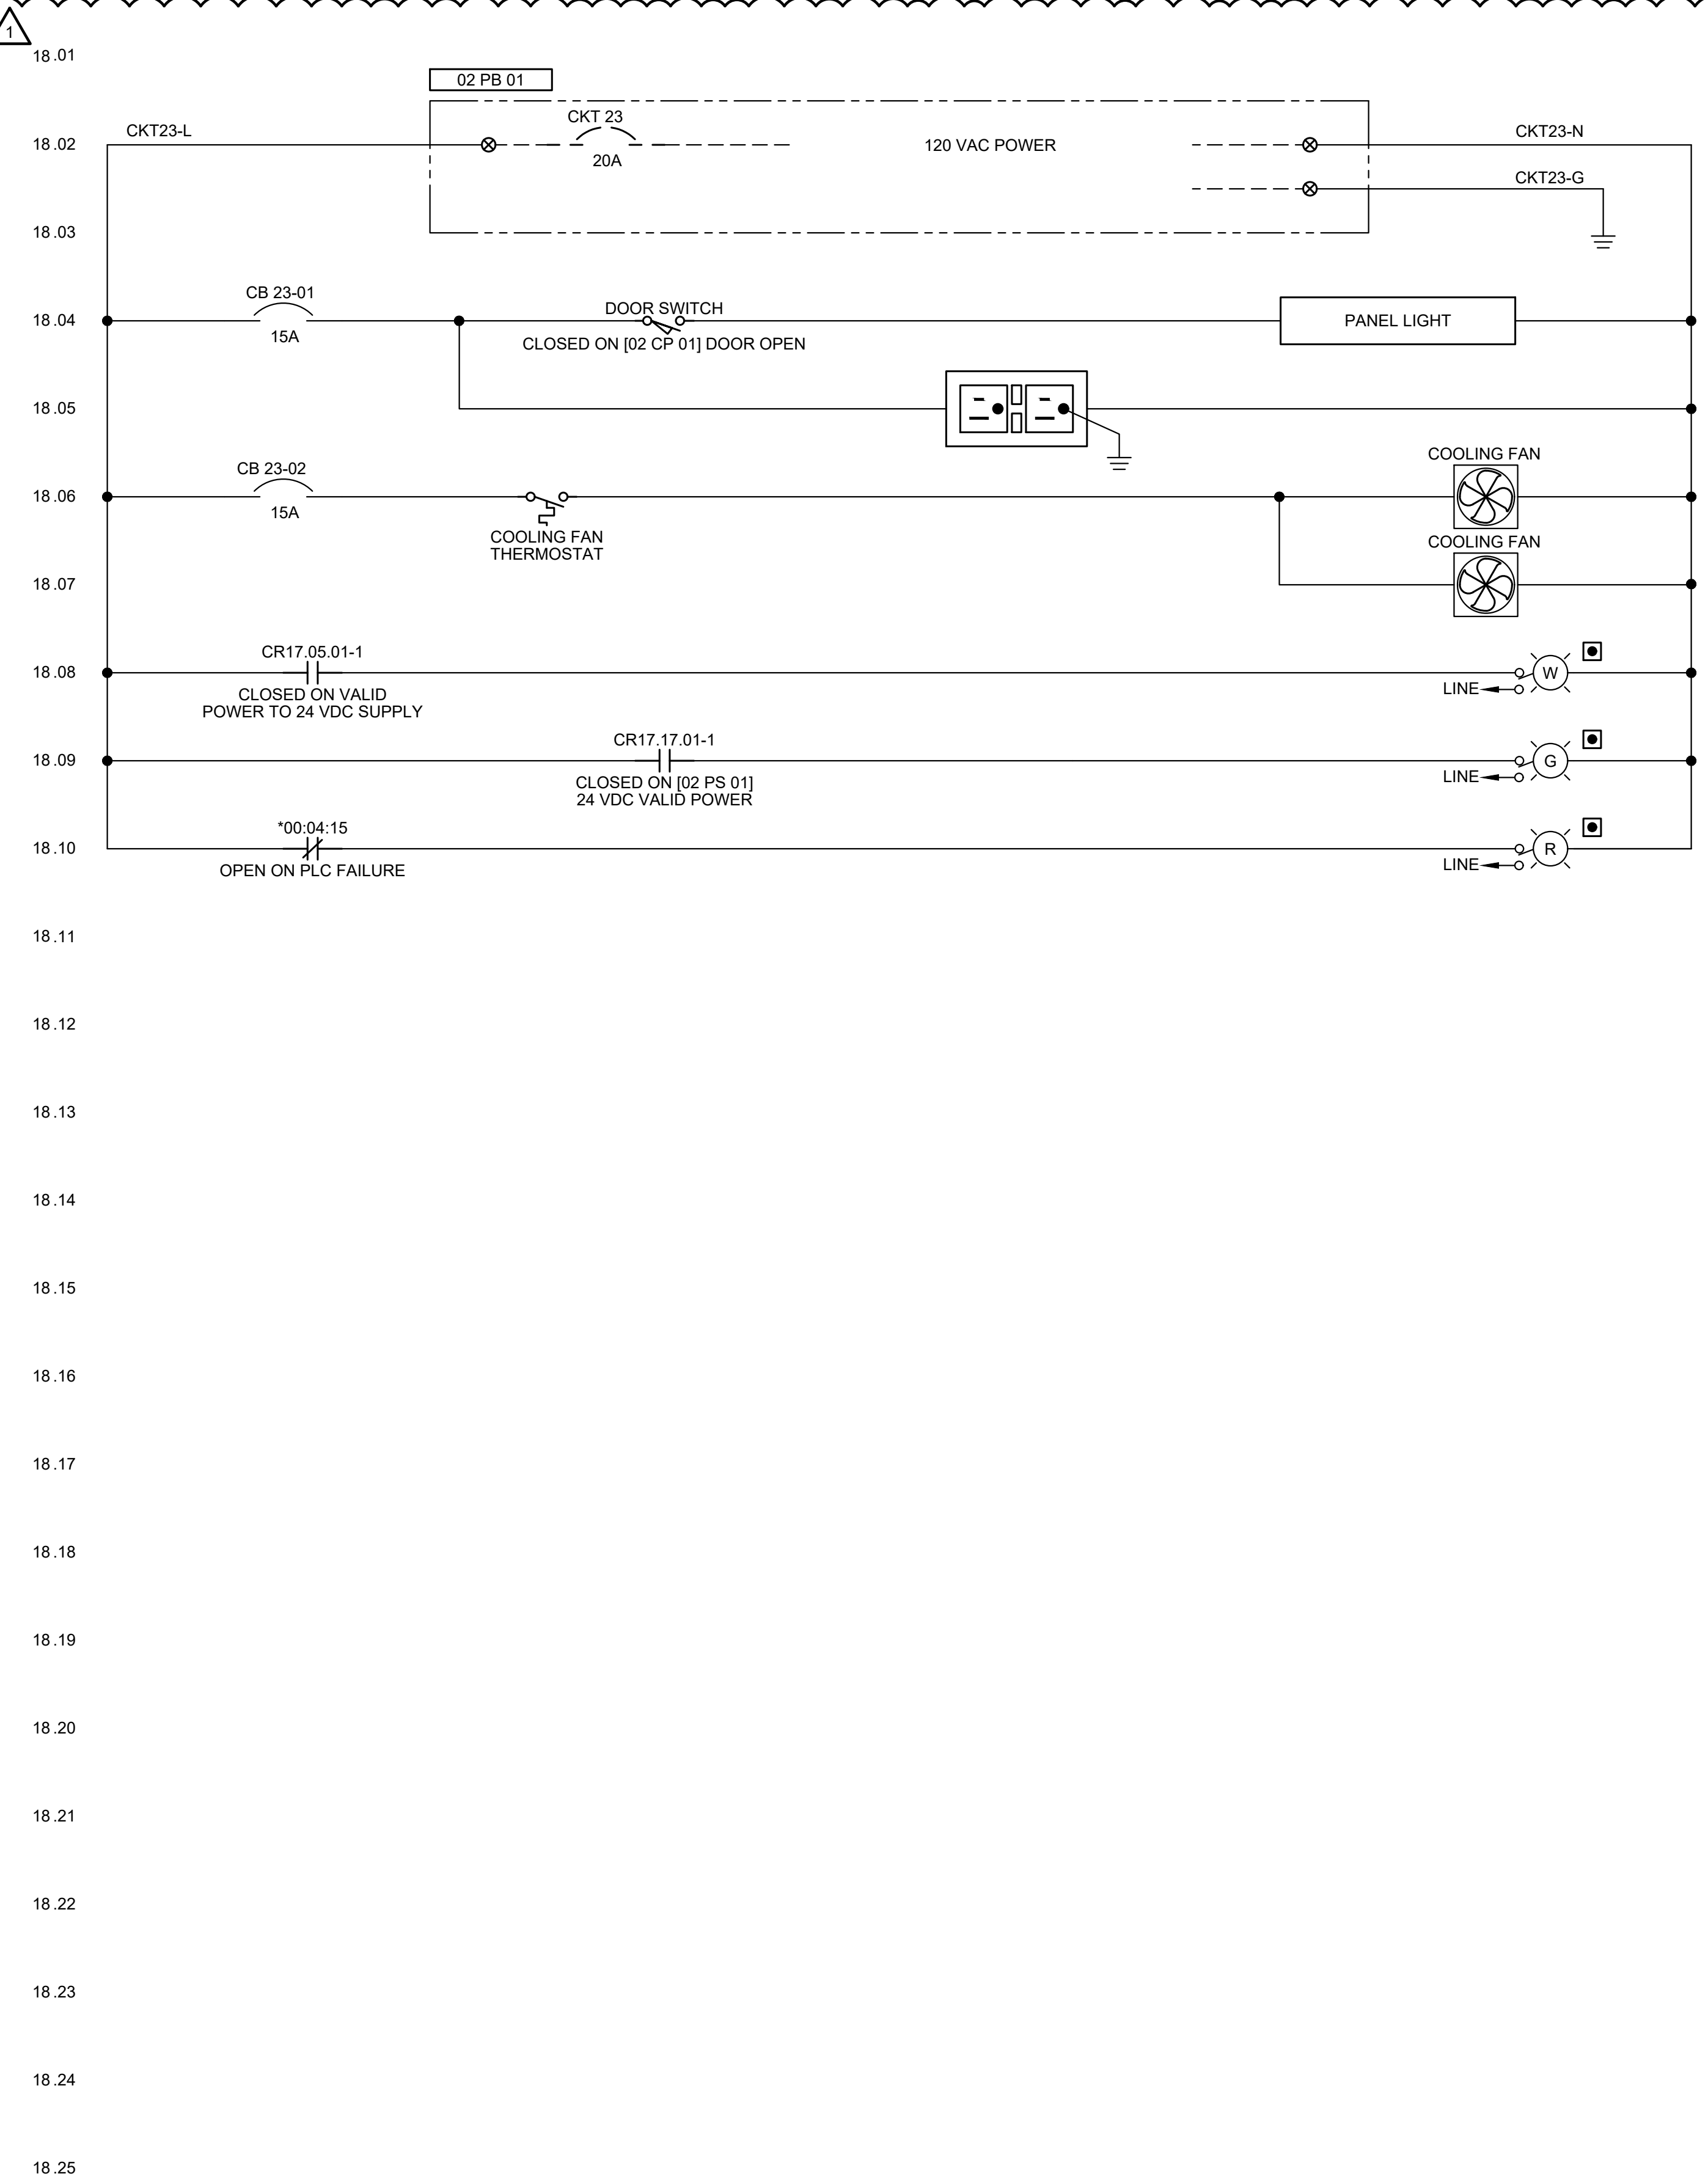 1
18.01
02 PB 01
CKT 23
CKT23-L
CKT23-N
18.02
120 VAC POWER
20A
CKT23-G
18.03
CB 23-01
DOOR SWITCH
18.04
PANEL LIGHT
15A
CLOSED ON [02 CP 01] DOOR OPEN
18.05
COOLING FAN
CB 23-02
18.06
15A
COOLING FAN
THERMOSTAT
COOLING FAN
18.07
CR17.05.01-1
18.08
W
CLOSED ON VALID
POWER TO 24 VDC SUPPLY
LINE
CR17.17.01-1
18.09
G
CLOSED ON [02 PS 01]
24 VDC VALID POWER
LINE
*00:04:15
18.10
R
OPEN ON PLC FAILURE
LINE
18.11
18.12
18.13
18.14
18.15
18.16
18.17
18.18
18.19
18.20
18.21
18.22
18.23
18.24
18.25